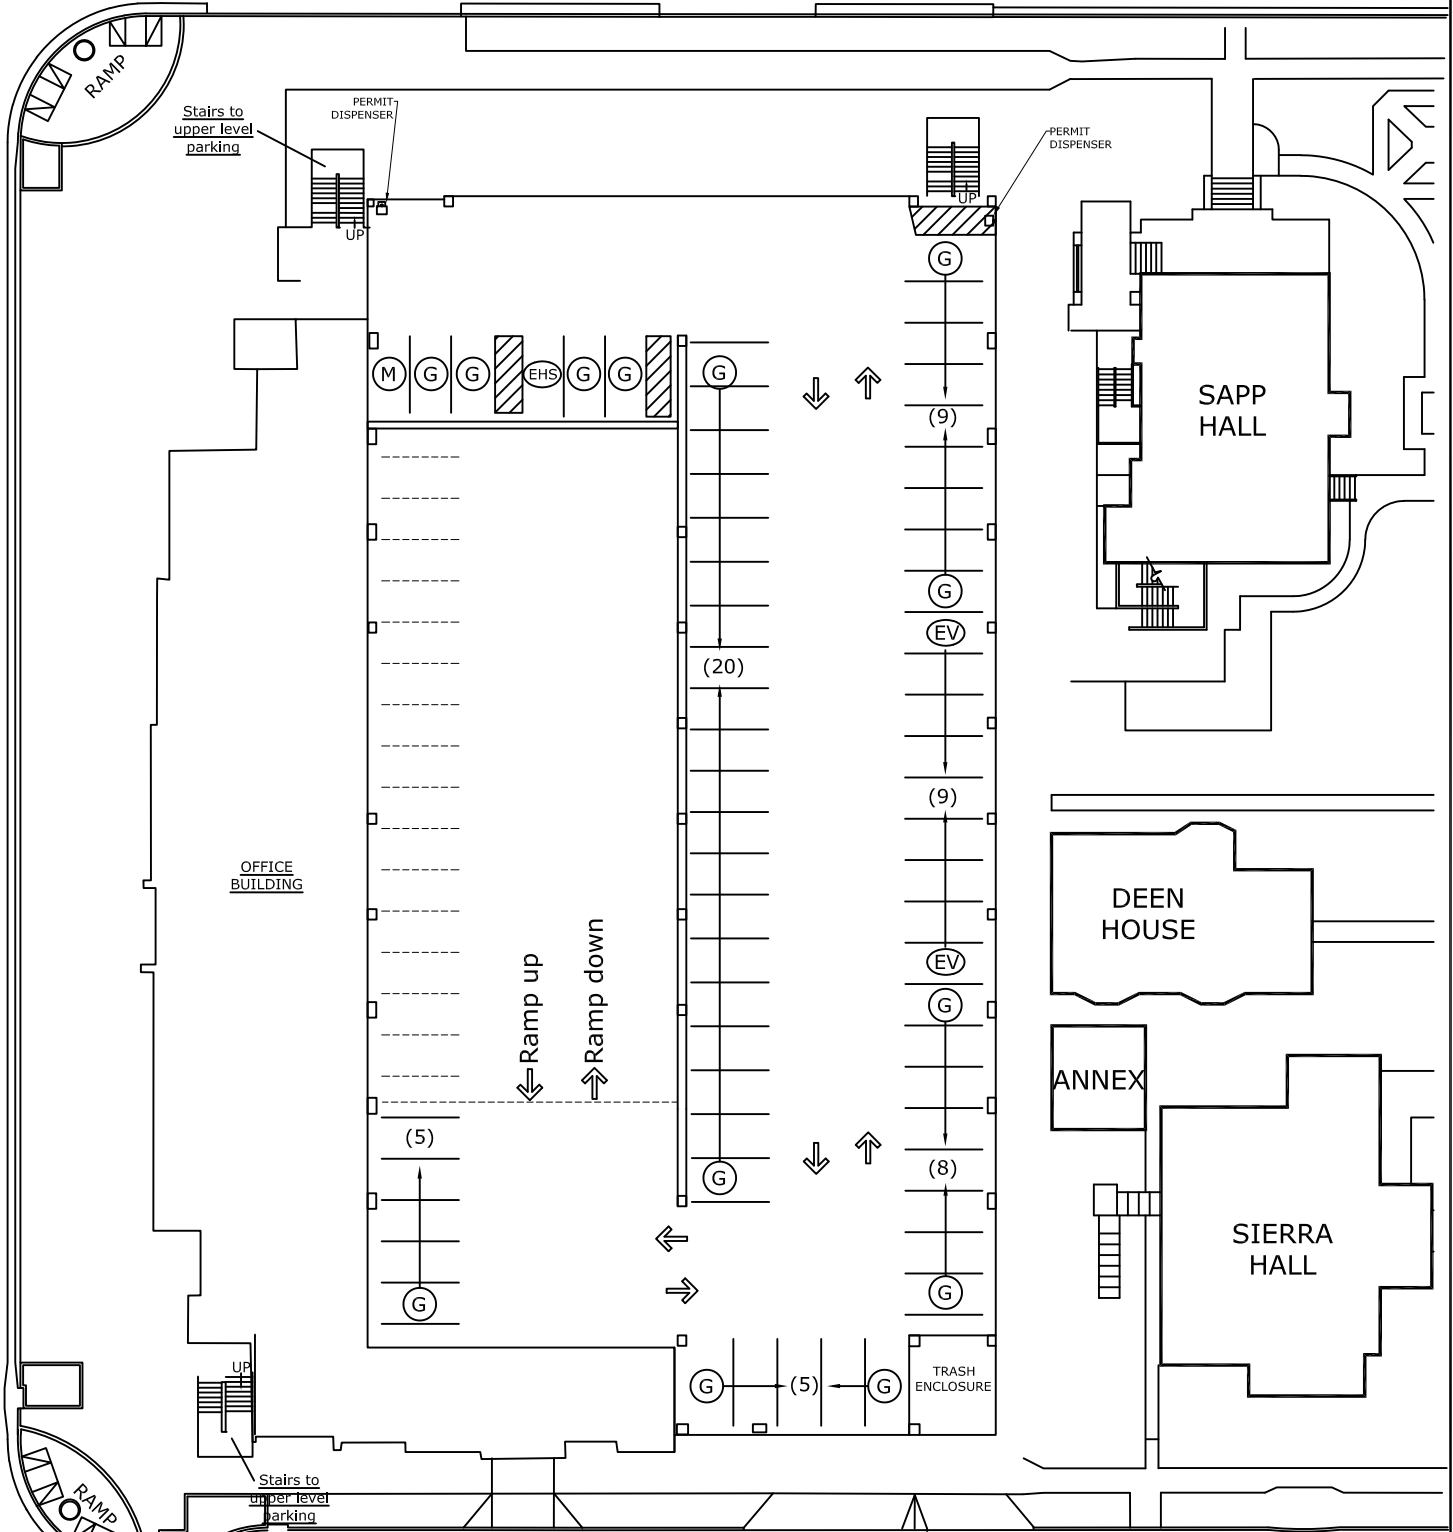 RAMP
Stairs to
upper level
parking
PERMIT
DISPENSER
PERMIT
DISPENSER
UP
UP
G
M
G
G
EHS
G
G
G
(9)
SAPP
HALL
G
EV
(20)
(9)
OFFICE
BUILDING
DEEN
HOUSE
Ramp up
Ramp down
EV
G
ANNEX
(5)
(8)
G
SIERRA
HALL
G
G
UP
G
(5)
G
TRASH
ENCLOSURE
Stairs to
upper level
parking
RAMP